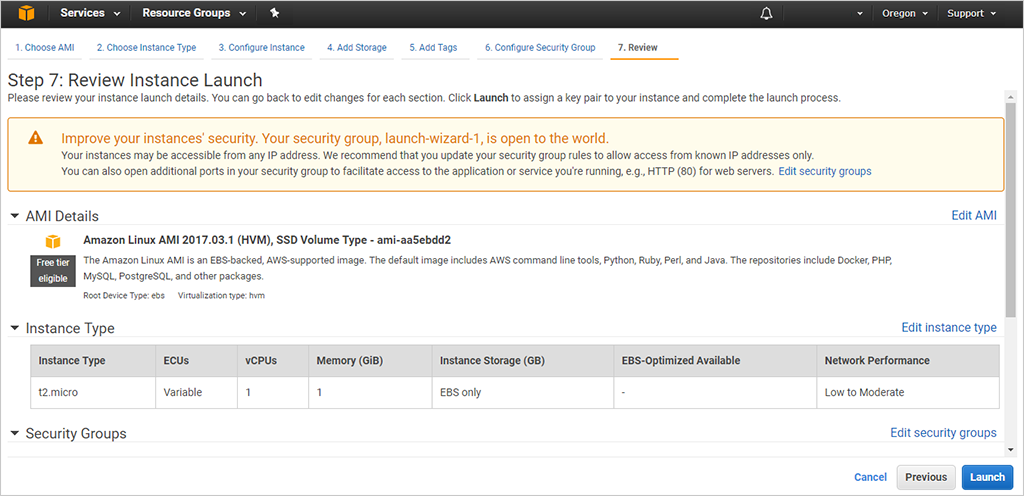 Services Resource Groups Oregon Support
1. Choose AMI 2. Choose Instance Type 3. Configure Instance 4. Add Storage 5. Add Tags 6. Configure Security Group 7. Review
Step 7: Review Instance Launch
Please review your instance launch details. You can go back to edit changes for each section. Click Launch to assign a key pair to your instance and complete the launch process.
Improve your instances' security. Your security group, launch-wizard-1, is open to the world.
Your instances may be accessible from any IP address. We recommend that you update your security group rules to allow access from known IP addresses only.
You can also open additional ports in your security group to facilitate access to the application or service you're running, e.g., HTTP (80) for web servers. Edit security groups
AMI Details Edit AMI
Amazon Linux AMI 2017.03.1 (HVM), SSD Volume Type - ami-aa5ebdd2
Free tier
eligible
The Amazon Linux AMI is an EBS-backed, AWS-supported image. The default image includes AWS command line tools, Python, Ruby, Perl, and Java. The repositories include Docker, PHP,
MySQL, PostgreSQL, and other packages.
Root Device Type: ebs Virtualization type: hvm
Instance Type Edit instance type
Instance Type ECUs vCPUs Memory (GiB) Instance Storage (GB) EBS-Optimized Available Network Performance
t2.micro Variable 1 1 EBS only - Low to Moderate
Security Groups Edit security groups
Cancel Previous Launch